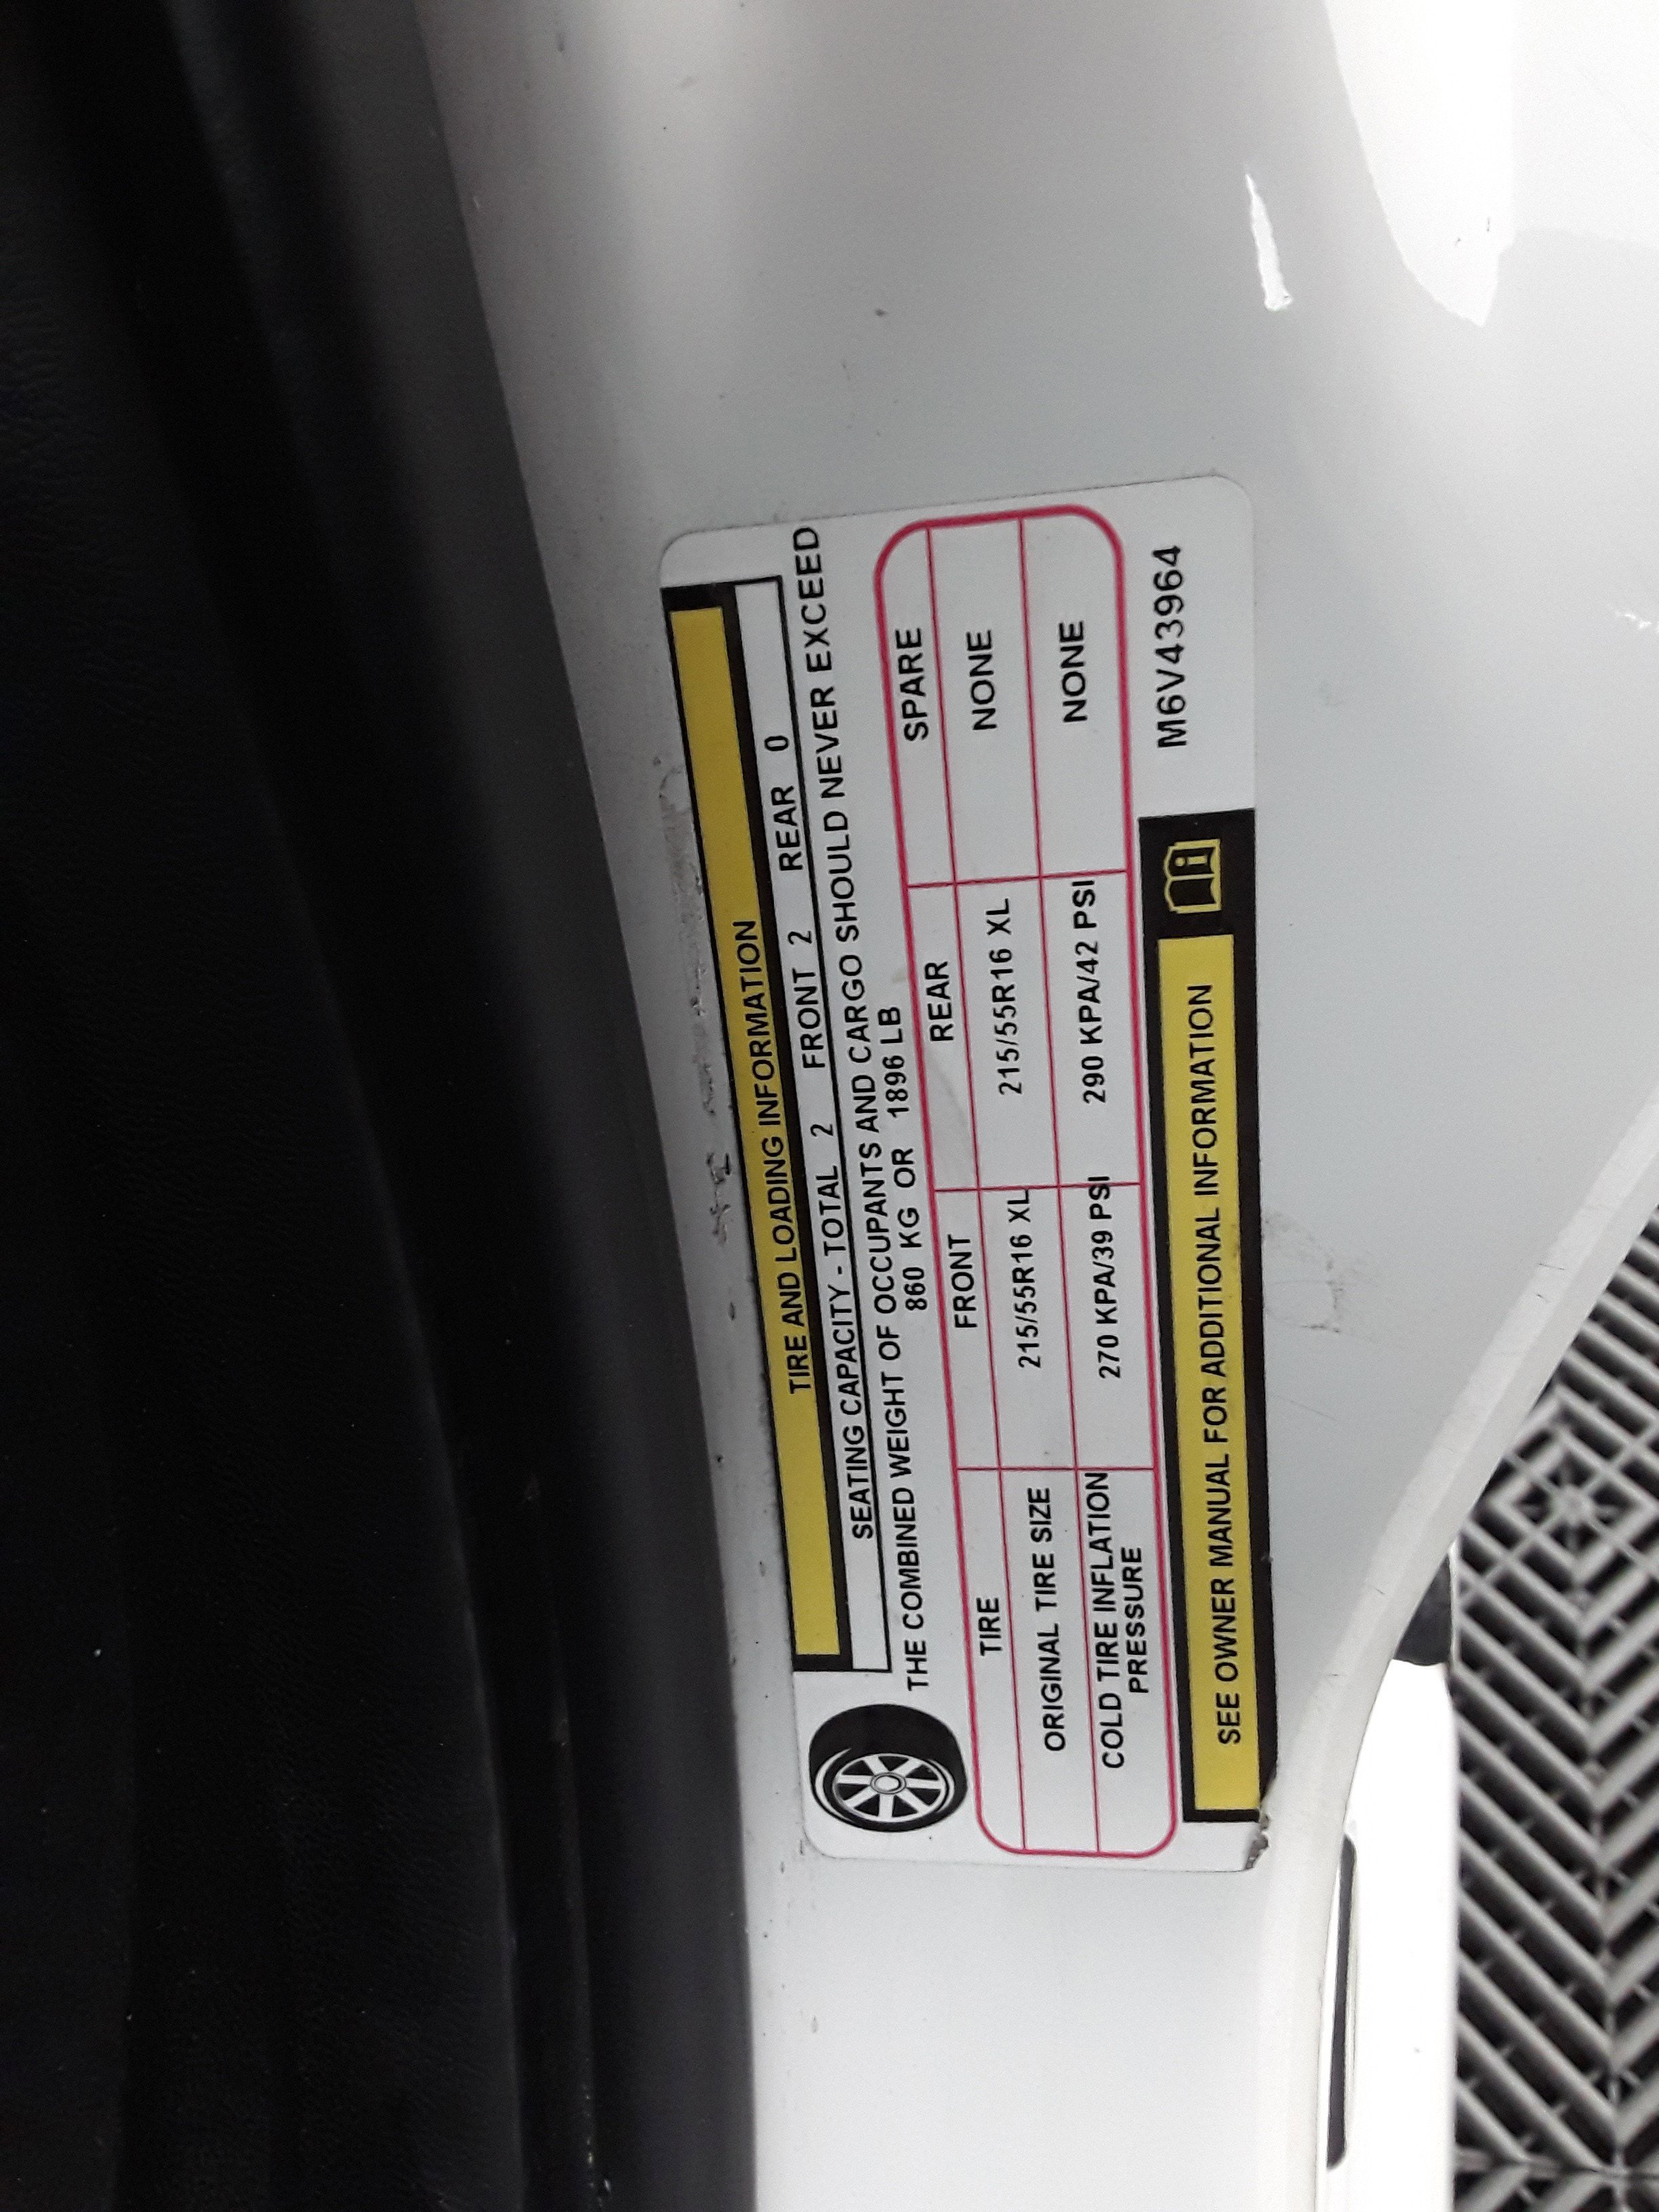 TIRE AND LOADING INFORMATION
SEATING CAPACITY - TOTAL 2 FRONT 2 REAR 0
THE COMBINED WEIGHT OF OCCUPANTS AND CARGO SHOULD NEVER EXCEED
860 KG OR 1896 LB
TIRE FRONT REAR SPARE
ORIGINAL TIRE SIZE 215/55R16 XL 215/55R16 XL NONE
COLD TIRE INFLATION PRESSURE 270 KPA/39 PSI 290 KPA/42 PSI NONE
SEE OWNER MANUAL FOR ADDITIONAL INFORMATION
M6V43964